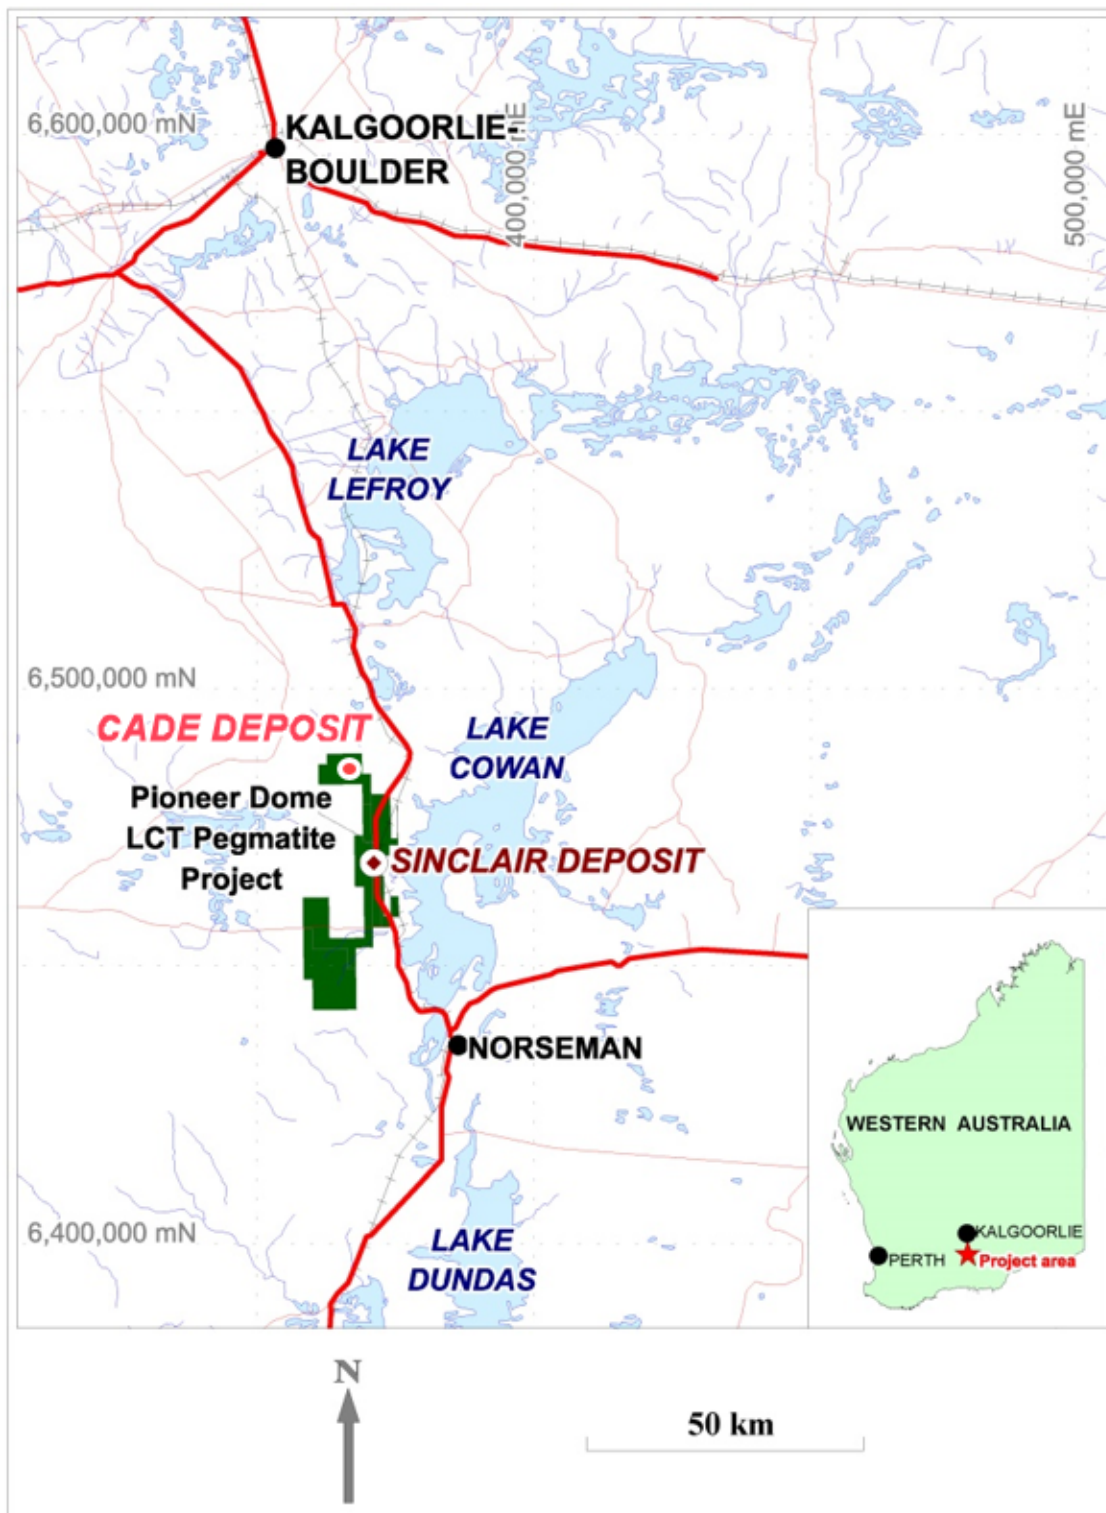 6,600,000 mN
KALGOORLIE-
BOULDER
400,000 mE
500,000 mE
LAKE
LEFROY
6,500,000 mN
CADE DEPOSIT
LAKE
COWAN
Pioneer Dome
LCT Pegmatite
Project
SINCLAIR DEPOSIT
NORSEMAN
WESTERN AUSTRALIA
KALGOORLIE
PERTH
Project area
6,400,000 mN
LAKE
DUNDAS
N
50 km